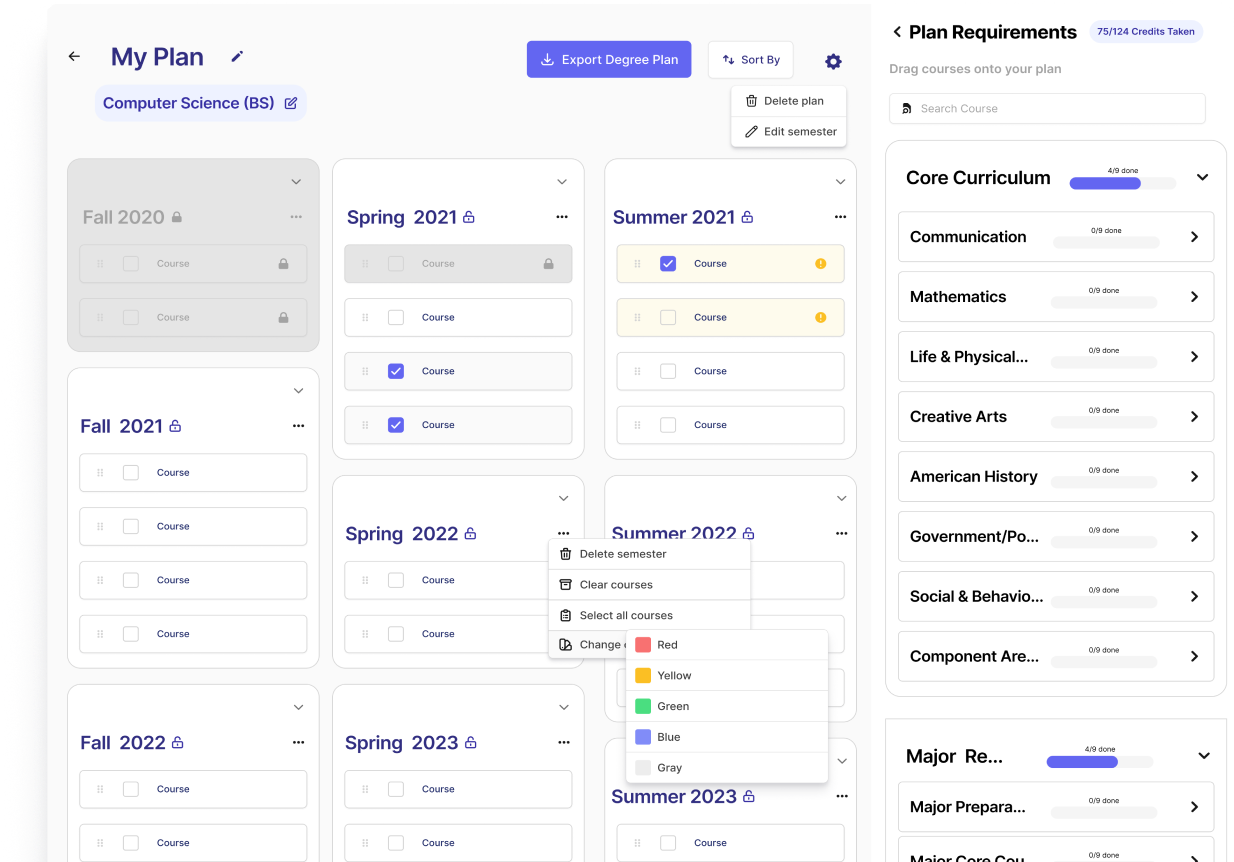 My Plan
Computer Science (BS)
Export Degree Plan
Sort By
Delete plan
Edit semester
Fall 2020
Course
Course
Spring 2021
Course
Course
Course
Course
Summer 2021
Course
Course
Course
Course
Fall 2021
Course
Course
Course
Course
Spring 2022
Course
Course
Summer 2022
Delete semester
Clear courses
Select all courses
Change
Red
Yellow
Green
Blue
Gray
Fall 2022
Course
Course
Spring 2023
Course
Course
Summer 2023
Course
Plan Requirements
75/124 Credits Taken
Drag courses onto your plan
Search Course
Core Curriculum
4/9 done
Communication
0/9 done
Mathematics
0/9 done
Life & Physical...
0/9 done
Creative Arts
0/9 done
American History
0/9 done
Government/Po...
0/9 done
Social & Behavio...
0/9 done
Component Are...
0/9 done
Major Re...
4/9 done
Major Prepara...
0/9 done
Major Core Cou
0/9 done